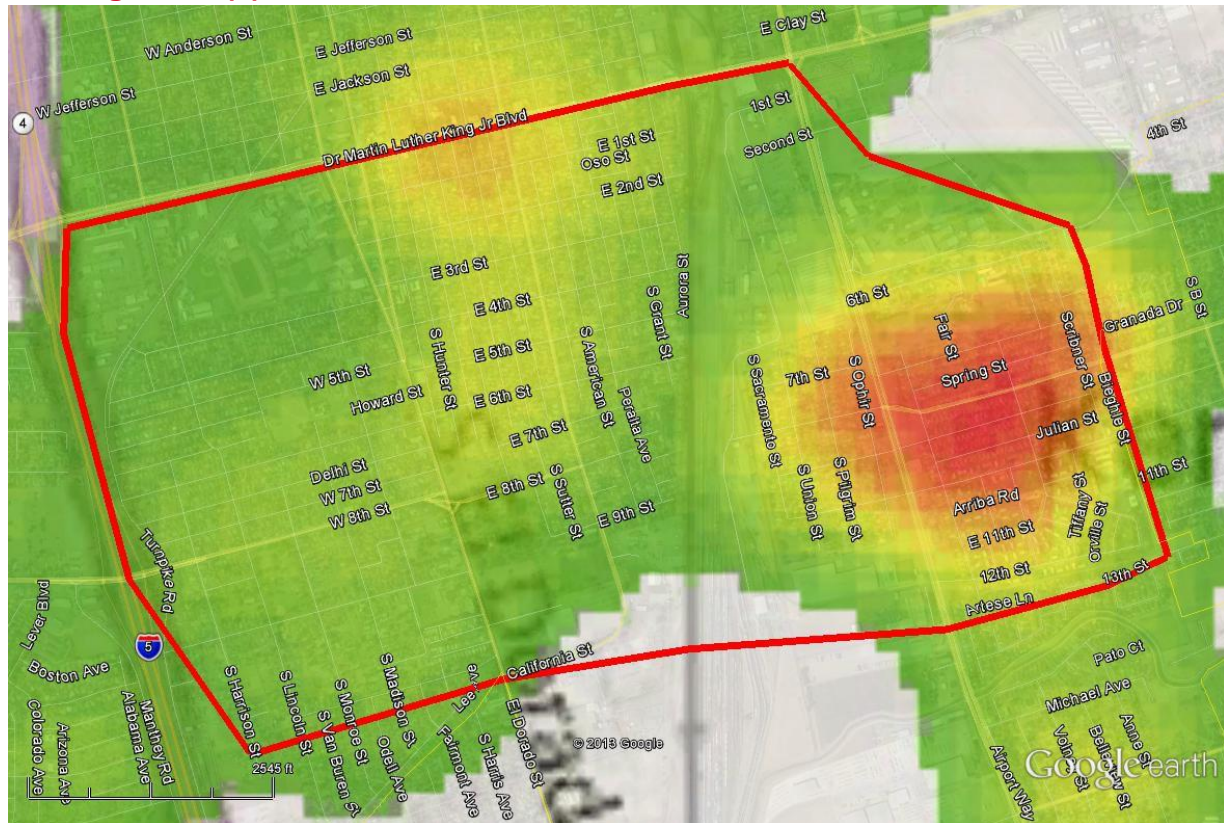 W Anderson St
E Clay St
E Jefferson St
E Jackson St
W Jefferson St
4
1st St
4th St
Dr Martin Luther King Jr Blvd
E 1st St
Second St
Oso St
E 2nd St
Aurora St
E 3rd St
S B St
6th St
E 4th St
S Grant St
Fair St
Scribner St
Granada Dr
S Hunter St
S American St
E 5th St
W 5th St
S Sacramento St
7th St
S Ophir St
Spring St
Bieghle St
Howard St
E 6th St
Peralta Ave
Julian St
E 7th St
Delhi St
11th St
W 7th St
E 8th St
S Sutter St
S Union St
S Pilgrim St
Arriba Rd
Tiffany St
Orville St
W 8th St
E 9th St
E 11th St
Turnpike Rd
12th St
13th St
Lever Blvd
Artese Ln
5
California St
Pato Ct
Boston Ave
S Harrison St
S Lincoln St
S Monroe St
S Madison St
Lee Ave
Michael Ave
Colorado Ave
Arizona Ave
Alabama Ave
Manthey Rd
S Van Buren St
Odell Ave
Fairmont Ave
S Harris Ave
El Dorado St
© 2013 Google
Airport Way
Anne St
2545 ft
Google earth